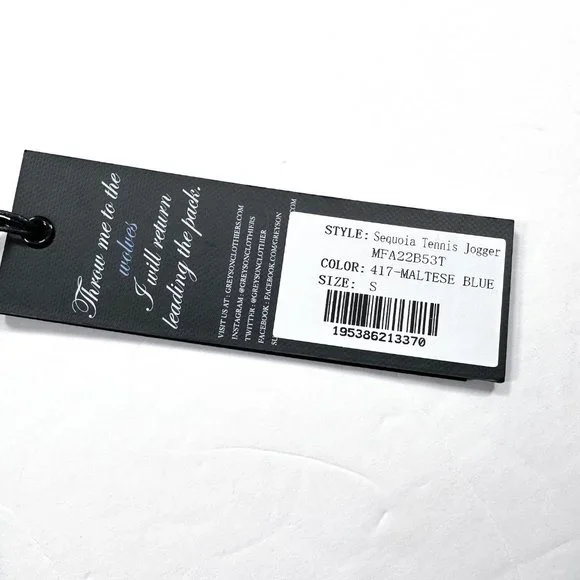 Throw me to the
wolves
I will return
leading the pack.
VISIT US AT : GREYSONCLOTHIERS.COM
INSTAGRAM : @GREYSONCLOTHIERS
TWITTER : @GREYSONCLOTHIER
FACEBOOK : FACEBOOK.COM/GREYSON
COM
STYLE: Sequoia Tennis Jogger
MFA22B53T
COLOR: 417-MALTESE BLUE
SIZE: S
195386213370